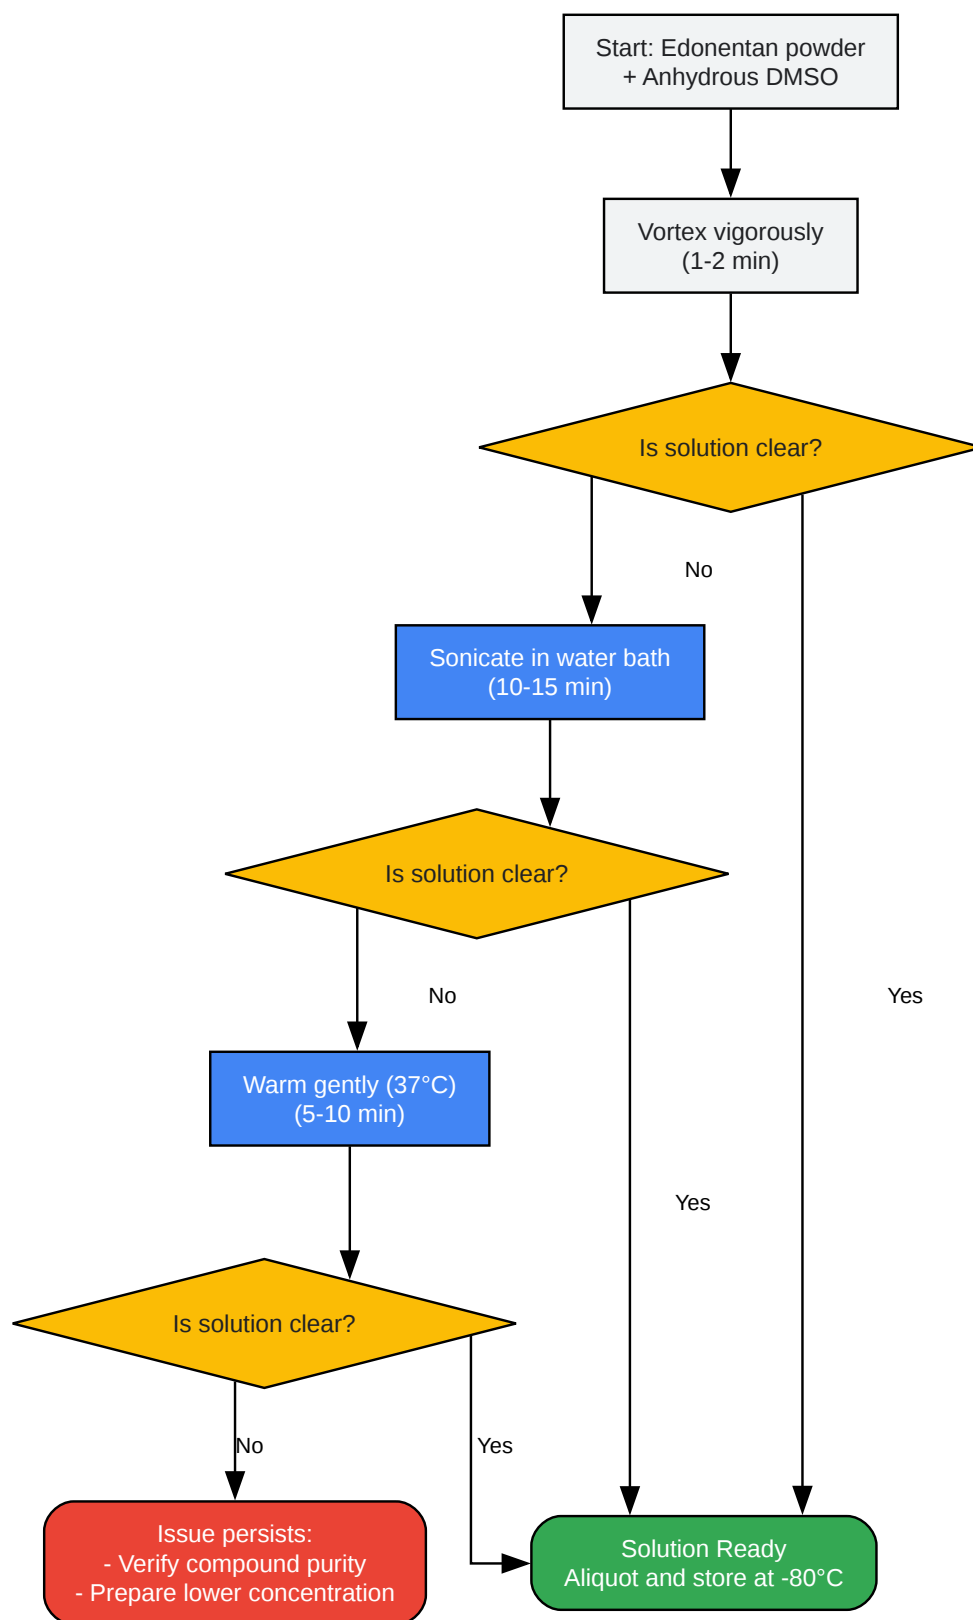 Start: Edonentan powder
+ Anhydrous DMSO
Vortex vigorously
(1-2 min)
Is solution clear?
No
Sonicate in water bath
(10-15 min)
Is solution clear?
No
Yes
Warm gently (37°C)
(5-10 min)
Yes
Is solution clear?
No
Yes
Issue persists:
- Verify compound purity
- Prepare lower concentration
Solution Ready
Aliquot and store at -80°C